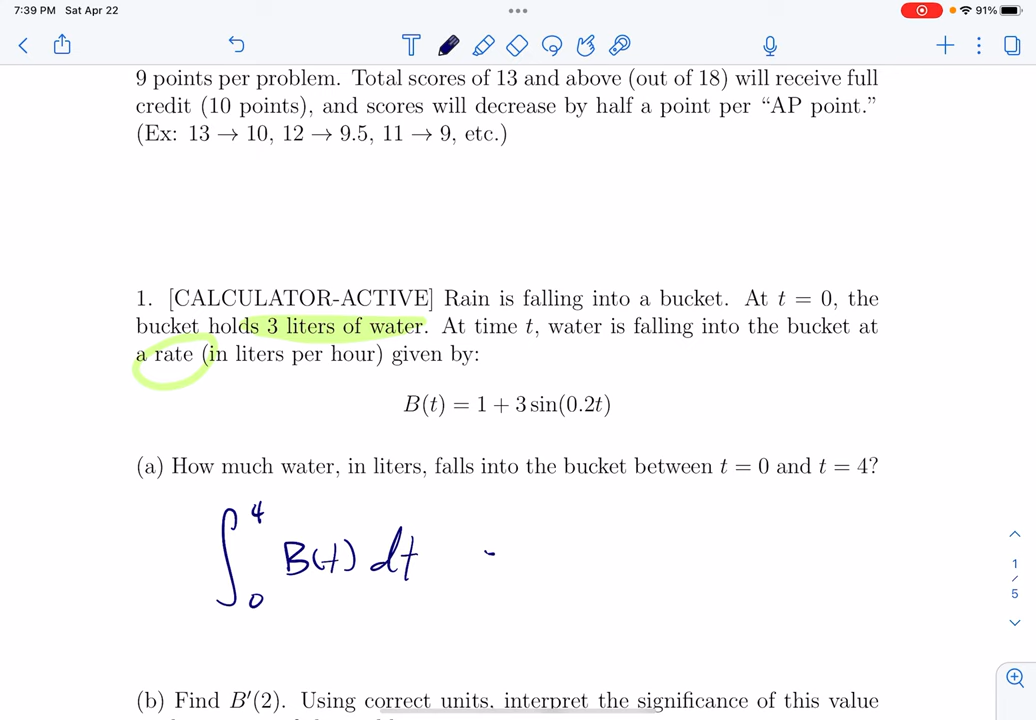 7:39 PM Sat Apr 22
91%
9 points per problem. Total scores of 13 and above (out of 18) will receive full
credit (10 points), and scores will decrease by half a point per “AP point.”
(Ex: 13 → 10, 12 → 9.5, 11 → 9, etc.)
1. [CALCULATOR-ACTIVE] Rain is falling into a bucket. At t = 0, the
bucket holds 3 liters of water. At time t, water is falling into the bucket at
a rate (in liters per hour) given by:
B(t) = 1 + 3 sin(0.2t)
(a) How much water, in liters, falls into the bucket between t = 0 and t = 4?
∫₀⁴ B(t) dt
1
/
5
(b) Find B′(2). Using correct units, interpret the significance of this value